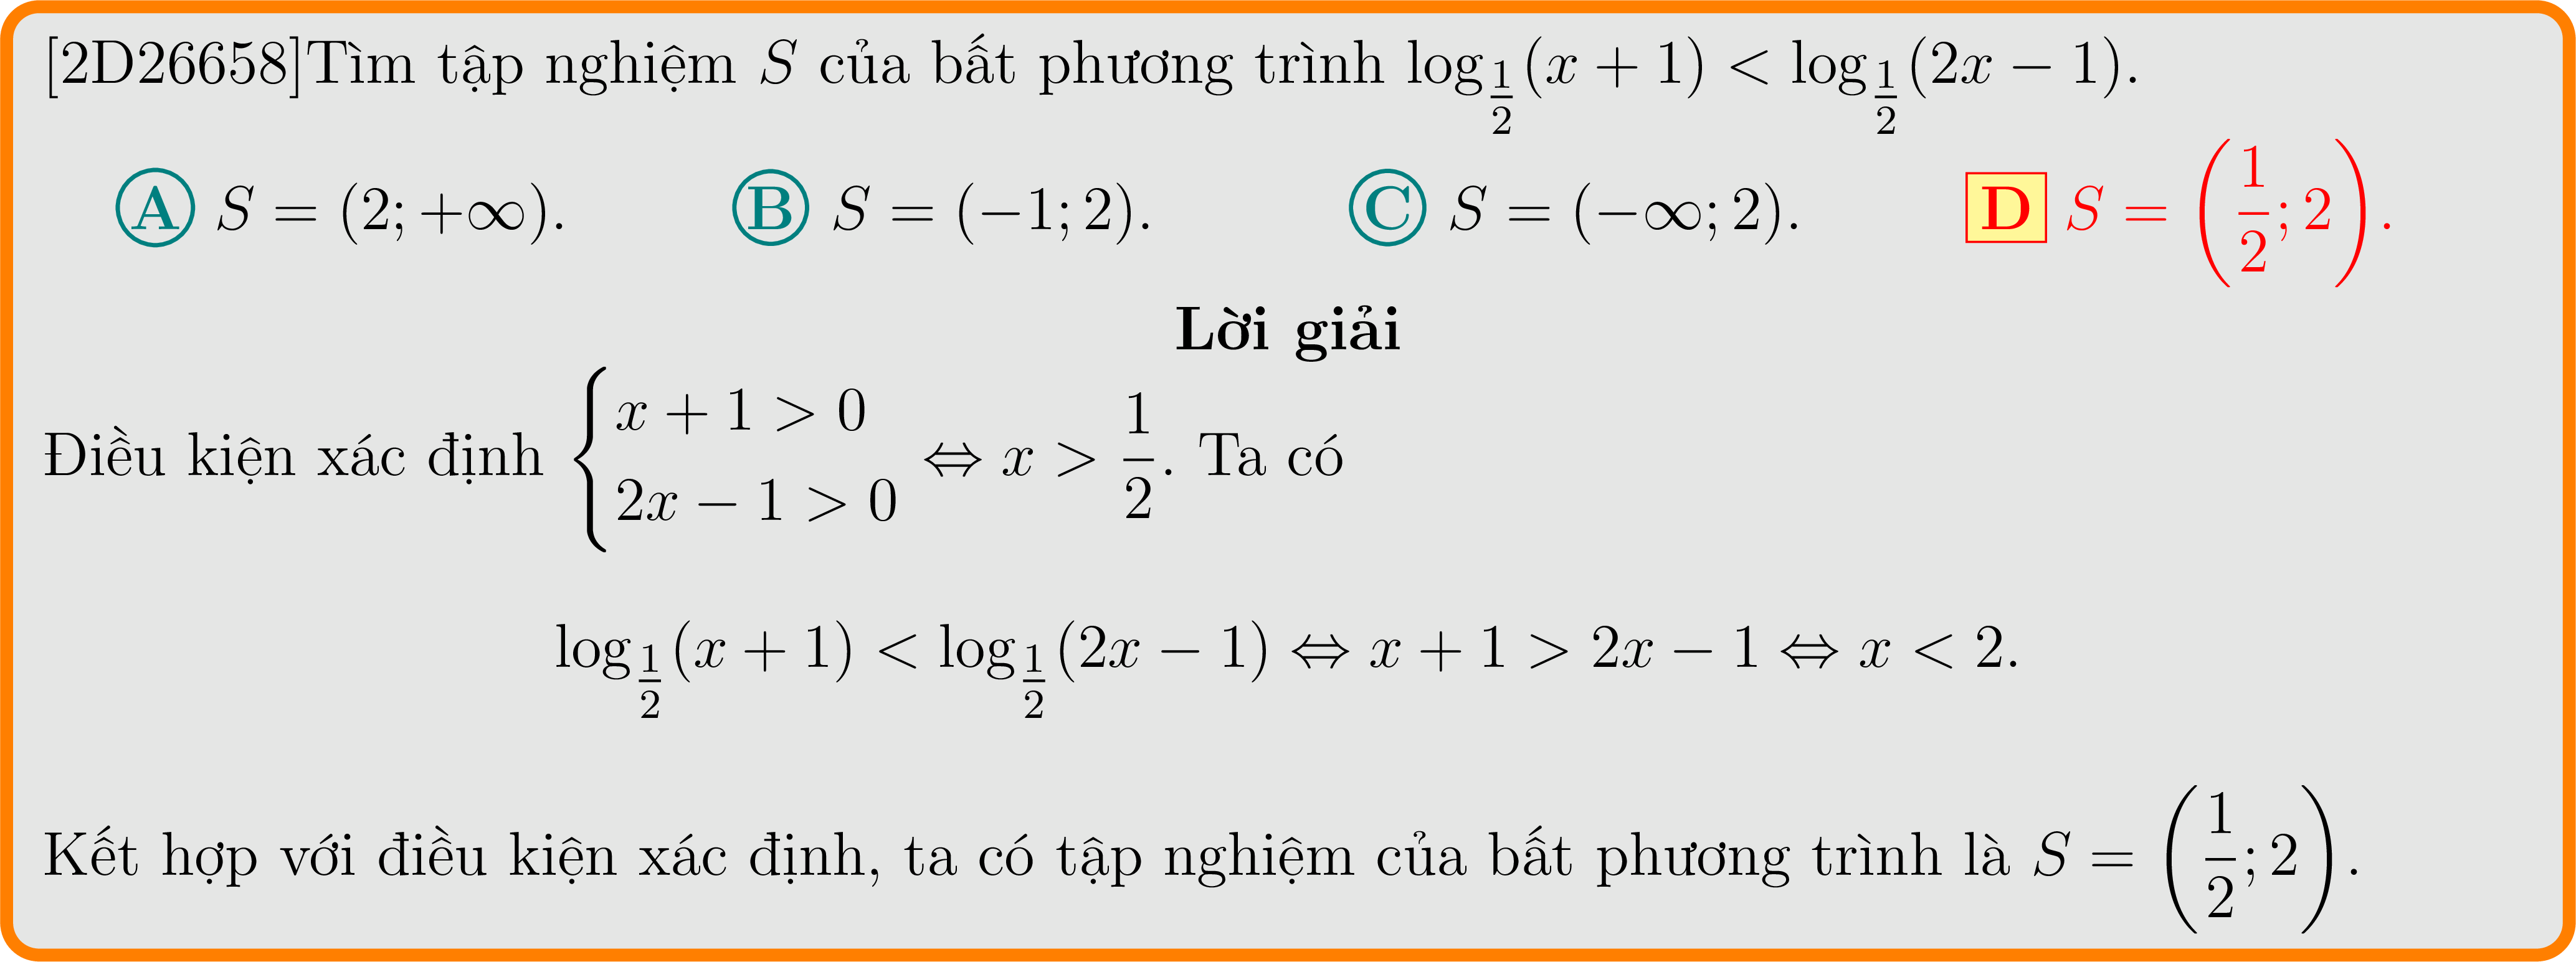 [2D26658]Tìm tập nghiệm $S$ của bất phương trình $\log_{\frac{1}{2}}(x+1) < \log_{\frac{1}{2}}(2x-1)$.
A $S = (2; +\infty)$. B $S = (-1; 2)$. C $S = (-\infty; 2)$. D $S = \left(\dfrac{1}{2}; 2\right)$.
Lời giải
Điều kiện xác định $\begin{cases} x+1 > 0 \\ 2x-1 > 0 \end{cases} \Leftrightarrow x > \dfrac{1}{2}$. Ta có
$\log_{\frac{1}{2}}(x+1) < \log_{\frac{1}{2}}(2x-1) \Leftrightarrow x+1 > 2x-1 \Leftrightarrow x < 2.$
Kết hợp với điều kiện xác định, ta có tập nghiệm của bất phương trình là $S = \left(\dfrac{1}{2}; 2\right)$.